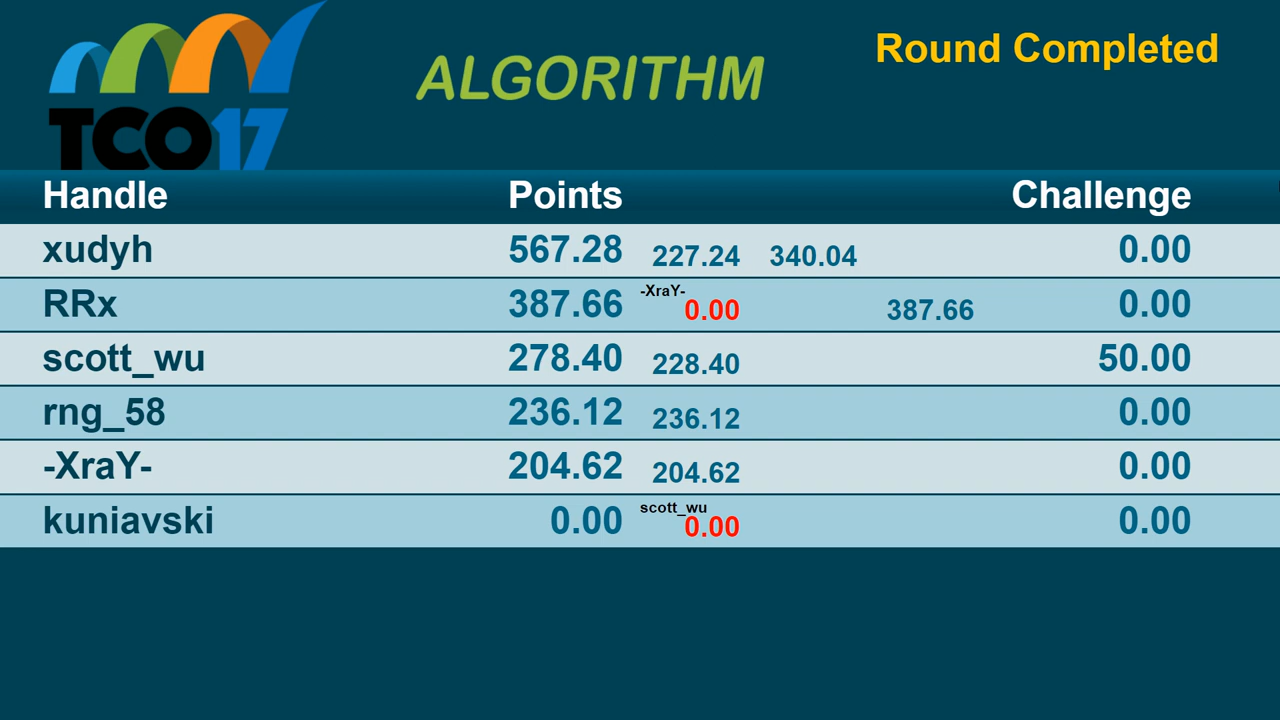 TCO17
ALGORITHM
Round Completed
Handle Points Challenge
xudyh 567.28 227.24 340.04 0.00
RRx 387.66 -XraY- 0.00 387.66 0.00
scott_wu 278.40 228.40 50.00
rng_58 236.12 236.12 0.00
-XraY- 204.62 204.62 0.00
kuniavski 0.00 scott_wu 0.00 0.00